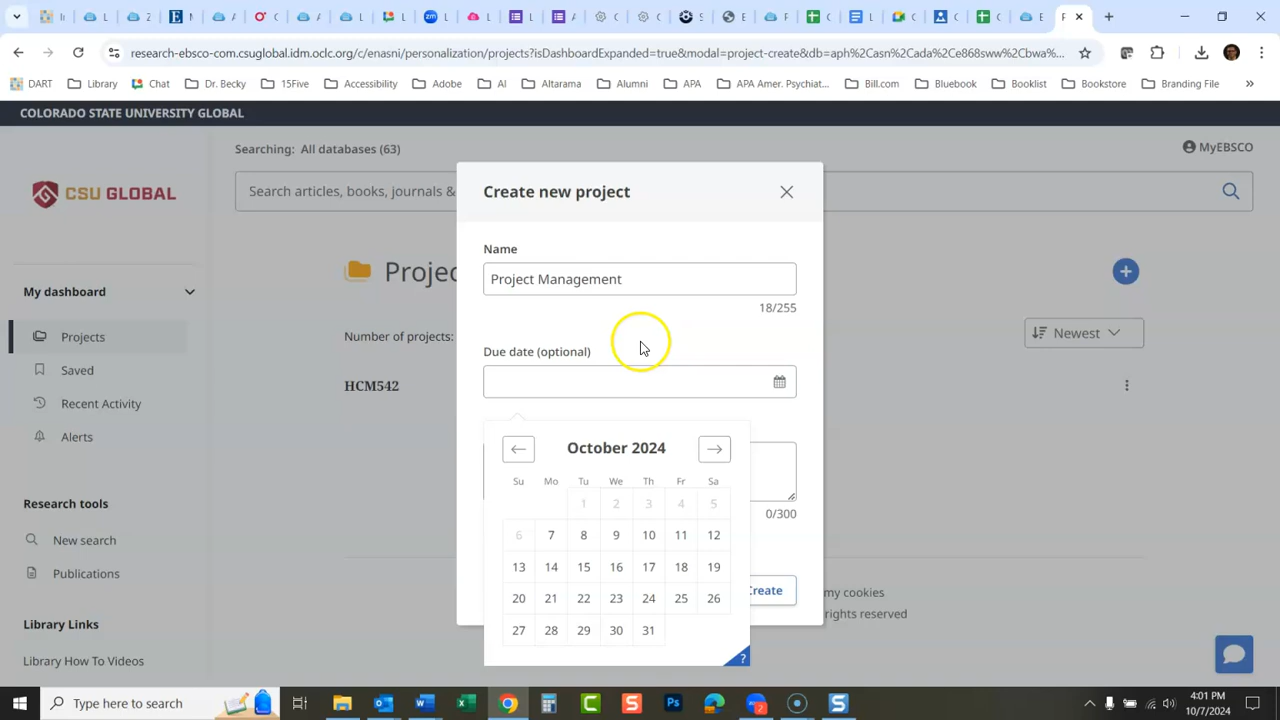 research-ebsco-com.csuglobal.idm.oclc.org/c/enasni/personalization/projects?isDashboardExpanded=true&modal=project-create&db=aph%2Casn%2Cada%2Ce868sww%2Cbwa%...
DART Library Chat Dr. Becky 15Five Accessibility Adobe AI Altarama Alumni APA APA Amer. Psychiat... Bill.com Bluebook Booklist Bookstore Branding File
COLORADO STATE UNIVERSITY GLOBAL
Searching: All databases (63)
MyEBSCO
CSU GLOBAL
Search articles, books, journals &
Create new project
Name
Project Management
18/255
Projec
My dashboard
Projects
Number of projects:
Newest
Due date (optional)
Saved
HCM542
Recent Activity
Alerts
October 2024
Su Mo Tu We Th Fr Sa
1 2 3 4 5
0/300
Research tools
6 7 8 9 10 11 12
New search
13 14 15 16 17 18 19
Publications
20 21 22 23 24 25 26
Create
my cookies
rights reserved
Library Links
27 28 29 30 31
Library How To Videos
?
Type here to search
4:01 PM
10/7/2024